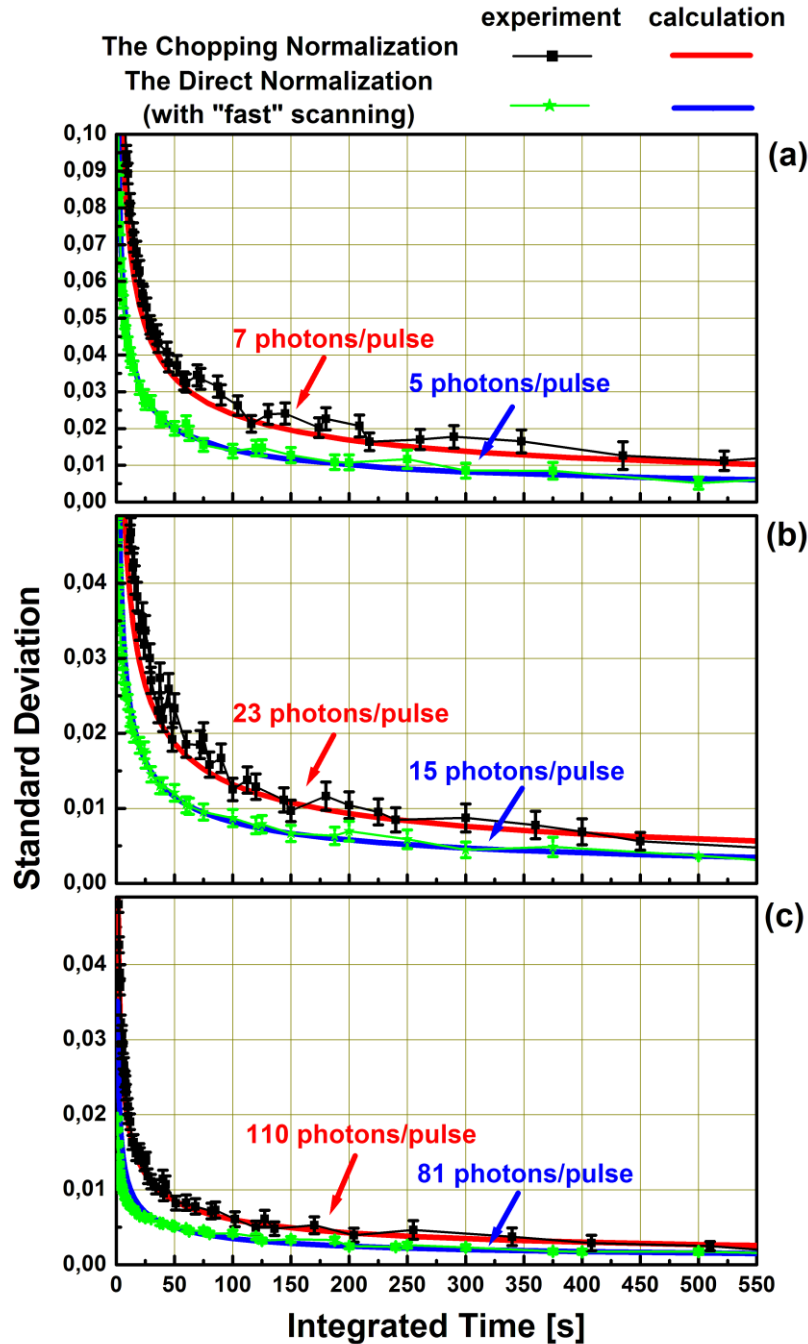 experiment calculation
The Chopping Normalization
The Direct Normalization
(with "fast" scanning)
(a)
0,10
0,09
0,08
0,07
0,06
0,05
0,04
0,03
0,02
0,01
0,00
7 photons/pulse
5 photons/pulse
(b)
0,04
0,03
0,02
0,01
0,00
23 photons/pulse
15 photons/pulse
(c)
0,04
0,03
0,02
0,01
0,00
110 photons/pulse
81 photons/pulse
Standard Deviation
0 50 100 150 200 250 300 350 400 450 500 550
Integrated Time [s]